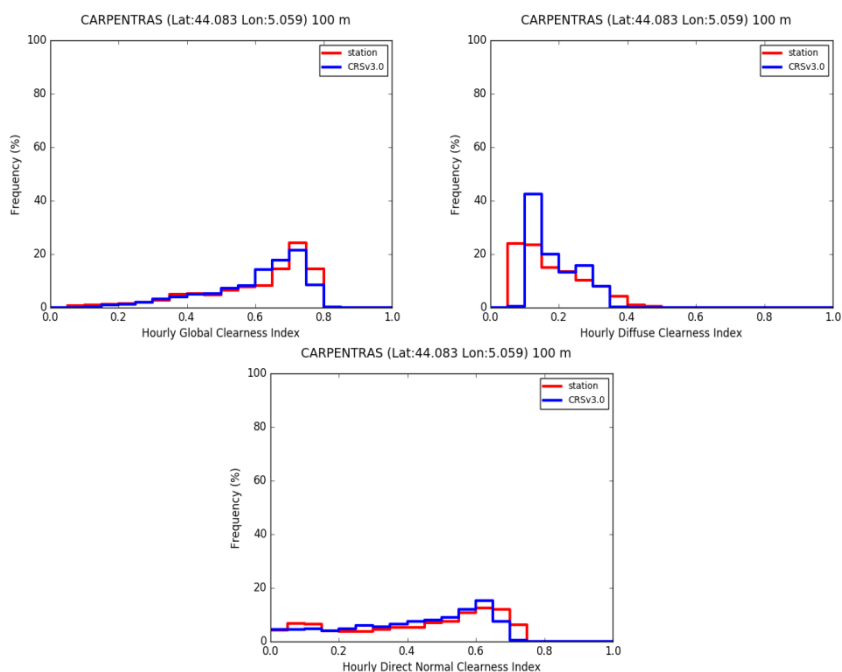 CARPENTRAS (Lat:44.083 Lon:5.059) 100 m
100
80
60
40
20
0
Frequency (%)
station
CRSv3.0
0.0 0.2 0.4 0.6 0.8 1.0
Hourly Global Clearness Index
CARPENTRAS (Lat:44.083 Lon:5.059) 100 m
100
80
60
40
20
0
Frequency (%)
station
CRSv3.0
0.0 0.2 0.4 0.6 0.8 1.0
Hourly Diffuse Clearness Index
CARPENTRAS (Lat:44.083 Lon:5.059) 100 m
100
80
60
40
20
0
Frequency (%)
station
CRSv3.0
0.0 0.2 0.4 0.6 0.8 1.0
Hourly Direct Normal Clearness Index